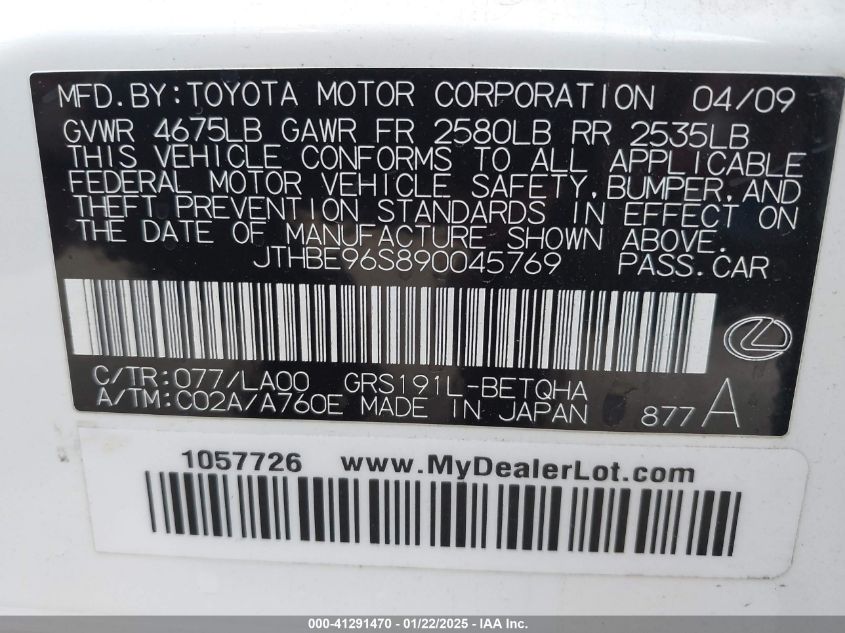 MFD. BY: TOYOTA MOTOR CORPORATION 04/09
GVWR 4675LB GAWR FR 2580LB RR 2535LB
THIS VEHICLE CONFORMS TO ALL APPLICABLE
FEDERAL MOTOR VEHICLE SAFETY, BUMPER, AND
THEFT PREVENTION STANDARDS IN EFFECT ON
THE DATE OF MANUFACTURE SHOWN ABOVE.
JTHBE96S890045769 PASS. CAR
C/TR: 077/LA00 GRS191L-BETQHA
A/TM: C02A/A760E MADE IN JAPAN 877 A
1057726 www.MyDealerLot.com
000-41291470 - 01/22/2025 - IAA Inc.